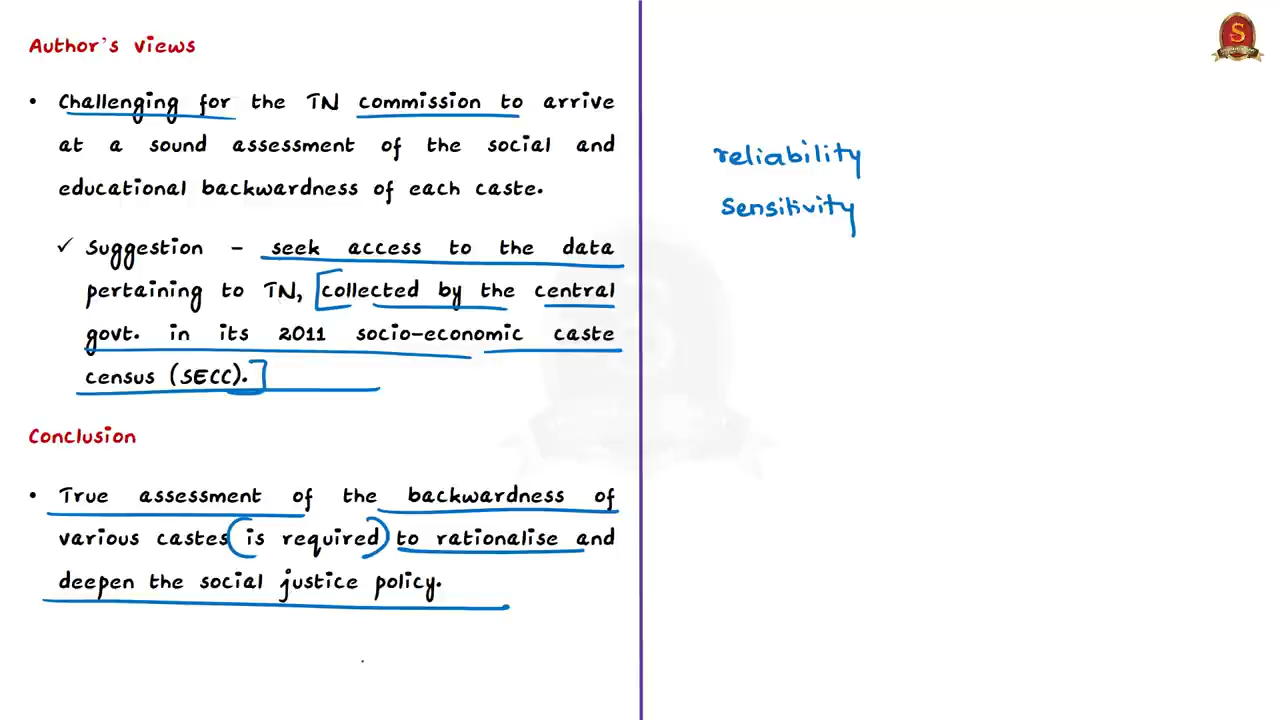 Author's views
• Challenging for the TN commission to arrive
at a sound assessment of the social and
educational backwardness of each caste.
✓ Suggestion – seek access to the data
pertaining to TN, [collected by the central
govt. in its 2011 socio-economic caste
census (SECC).]
Conclusion
• True assessment of the backwardness of
various castes (is required) to rationalise and
deepen the social justice policy.
reliability
Sensitivity
S